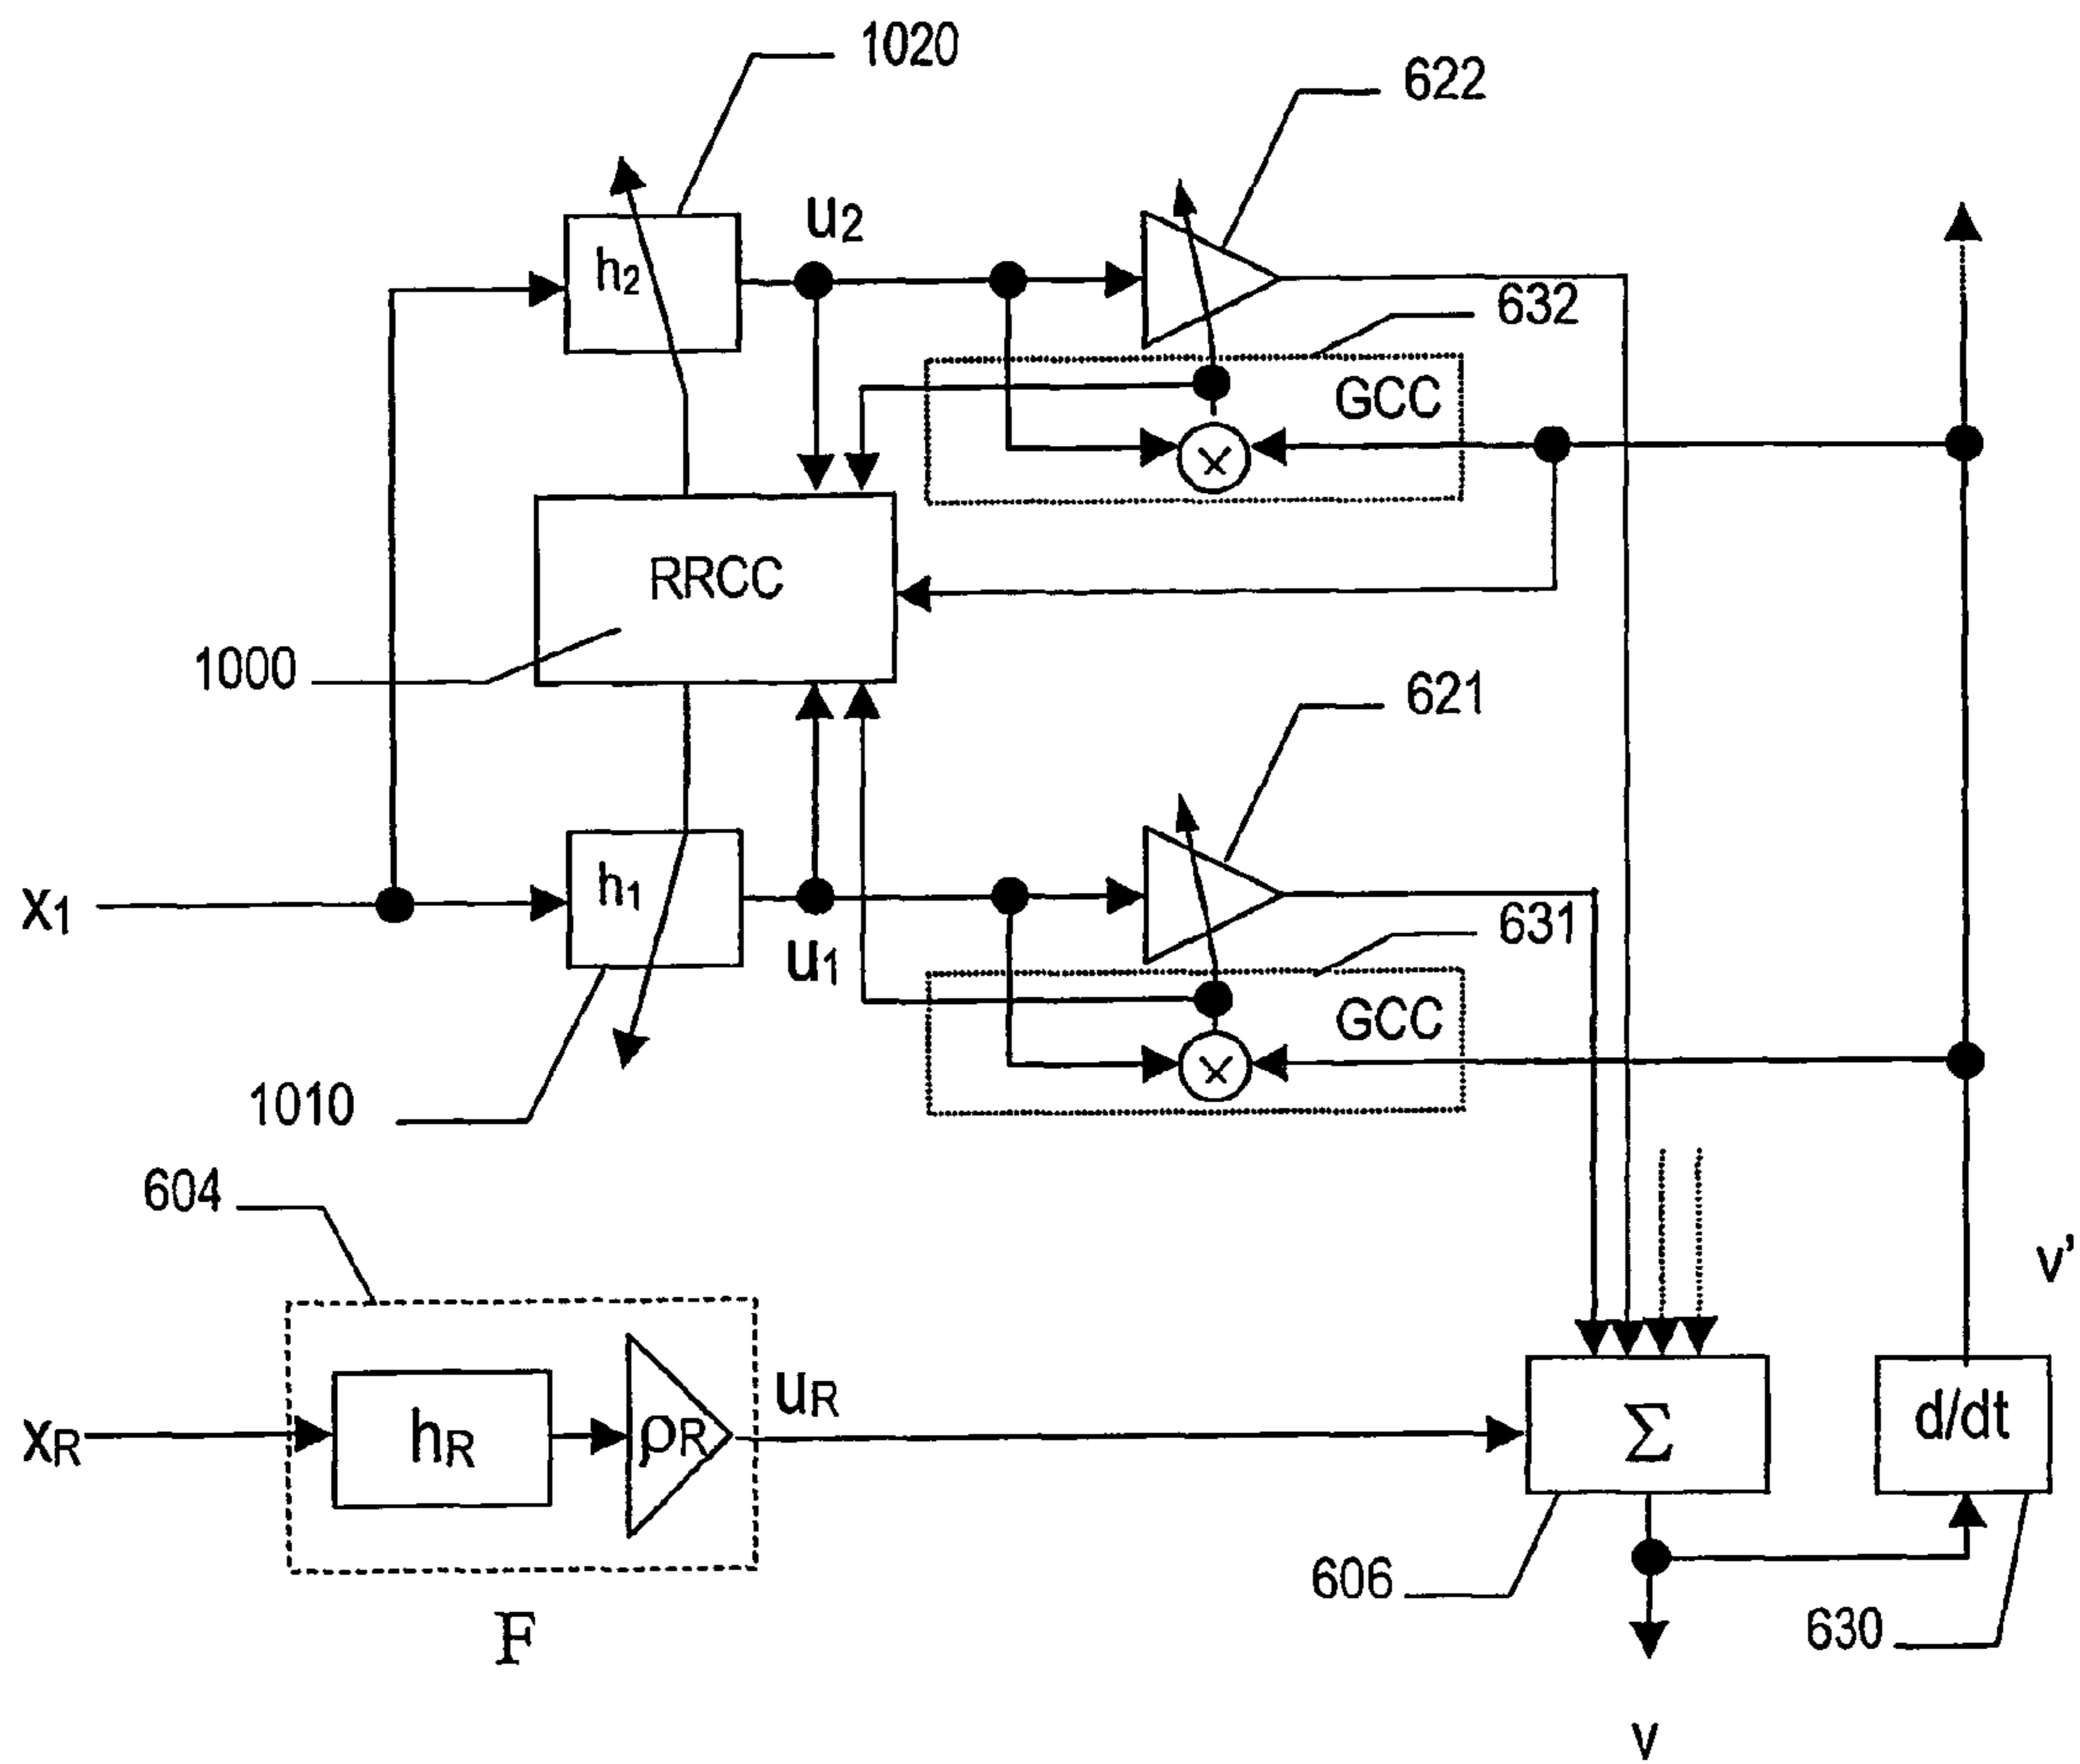 1020
622
h2
u2
632
GCC
X
RRCC
1000
621
x1
h1
u1
631
GCC
X
1010
604
v'
xR
hR
ρR
uR
Σ
d/dt
606
630
F
v